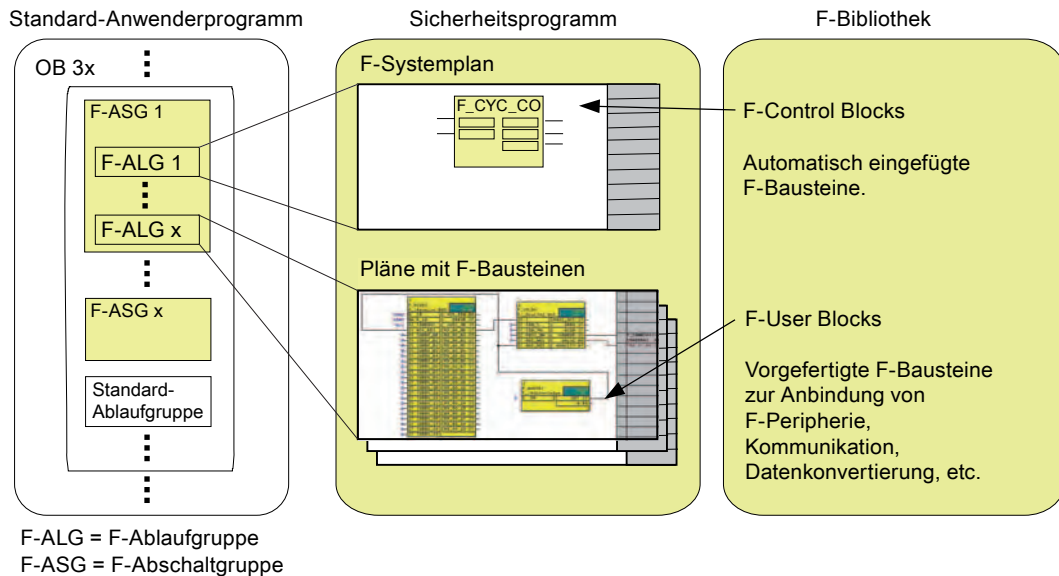 Standard-Anwenderprogramm
OB 3x
F-ASG 1
F-ALG 1
F-ALG x
F-ASG x
Standard-
Ablaufgruppe
Sicherheitsprogramm
F-Systemplan
F_CYC_CO
Pläne mit F-Bausteinen
F-Bibliothek
F-Control Blocks
Automatisch eingefügte
F-Bausteine.
F-User Blocks
Vorgefertigte F-Bausteine
zur Anbindung von
F-Peripherie,
Kommunikation,
Datenkonvertierung, etc.
F-ALG = F-Ablaufgruppe
F-ASG = F-Abschaltgruppe